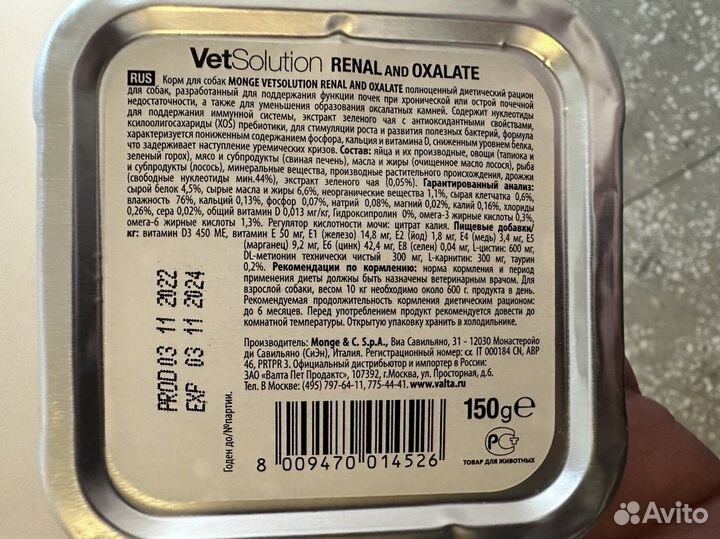 VetSolution RENAL AND OXALATE
RUS Корм для собак MONGE VETSOLUTION RENAL AND OXALATE полноценный диетический рацион
для собак, разработанный для поддержания функции почек при хронической или острой почечной
недостаточности, а также для уменьшения образования оксалатных камней. Содержит нуклеотиды
для поддержания иммунной системы, экстракт зеленого чая с антиоксидантными свойствами,
ксилоолигосахариды (XOS) пребиотики, для стимуляции роста и развития полезных бактерий, формула
характеризуется пониженным содержанием фосфора, кальция и витамина D, сниженным уровнем белка,
что задерживает наступление уремических кризов. Состав: яйца и их производные, овощи (тапиока и
зеленый горох), мясо и субпродукты (свиная печень), масла и жиры (очищенное масло лосося), рыба
и субпродукты (лосось), минеральные вещества, производные растительного происхождения, дрожжи
(свободные нуклеотиды мин.44%), экстракт зеленого чая (0,05%). Гарантированный анализ:
сырой белок 4,5%, сырые масла и жиры 6,6%, неорганические вещества 1,1%, сырая клетчатка 0,6%,
влажность 76%, кальций 0,13%, фосфор 0,07%, натрий 0,08%, магний 0,02%, калий 0,16%, хлориды
0,26%, сера 0,02%, общий витамин D 0,013 мг/кг, Гидроксипролин 0%, омега-3 жирные кислоты 0,3%,
омега-6 жирные кислоты 1,3%. Регулятор кислотности мочи: цитрат калия. Пищевые добавки/
кг: витамин D3 450 МЕ, витамин Е 50 мг, Е1 (железо) 14,8 мг, Е2 (йод) 1,8 мг, Е4 (медь) 3,4 мг, Е5
(марганец) 9,2 мг, Е6 (цинк) 42,4 мг, Е8 (селен) 0,04 мг, L-цистин: 600 мг,
DL-метионин технически чистый 300 мг, L-карнитин: 300 мг, таурин
0,2%. Рекомендации по кормлению: норма кормления и период
применения диеты должны быть назначены ветеринарным врачом. Для
взрослой собаки, весом 10 кг необходимо около 600 г. продукта в день.
Рекомендуемая продолжительность кормления диетическим рационом:
до 6 месяцев. Перед употреблением продукт рекомендуется довести до
комнатной температуры. Открытую упаковку хранить в холодильнике.
PROD 03 11 2022
EXP 03 11 2024
Годен до/№партии.
Производитель: Monge & C. S.p.A., Виа Савильяно, 31 - 12030 Монастеройо
ди Савильяно (СиЭн), Италия. Регистрационный номер: α IT 000184 CN, ABP
46, PRTPR 3. Официальный дистрибьютор и импортер в России:
ЗАО «Валта Пет Продактс», 107392, г.Москва, ул. Просторная, д.6.
Тел. В Москве: (495) 797-64-11, 775-44-41. www.valta.ru
150g℮
8 009470 014526
РСТ
ТОВАР ДЛЯ ЖИВОТНЫХ
Avito